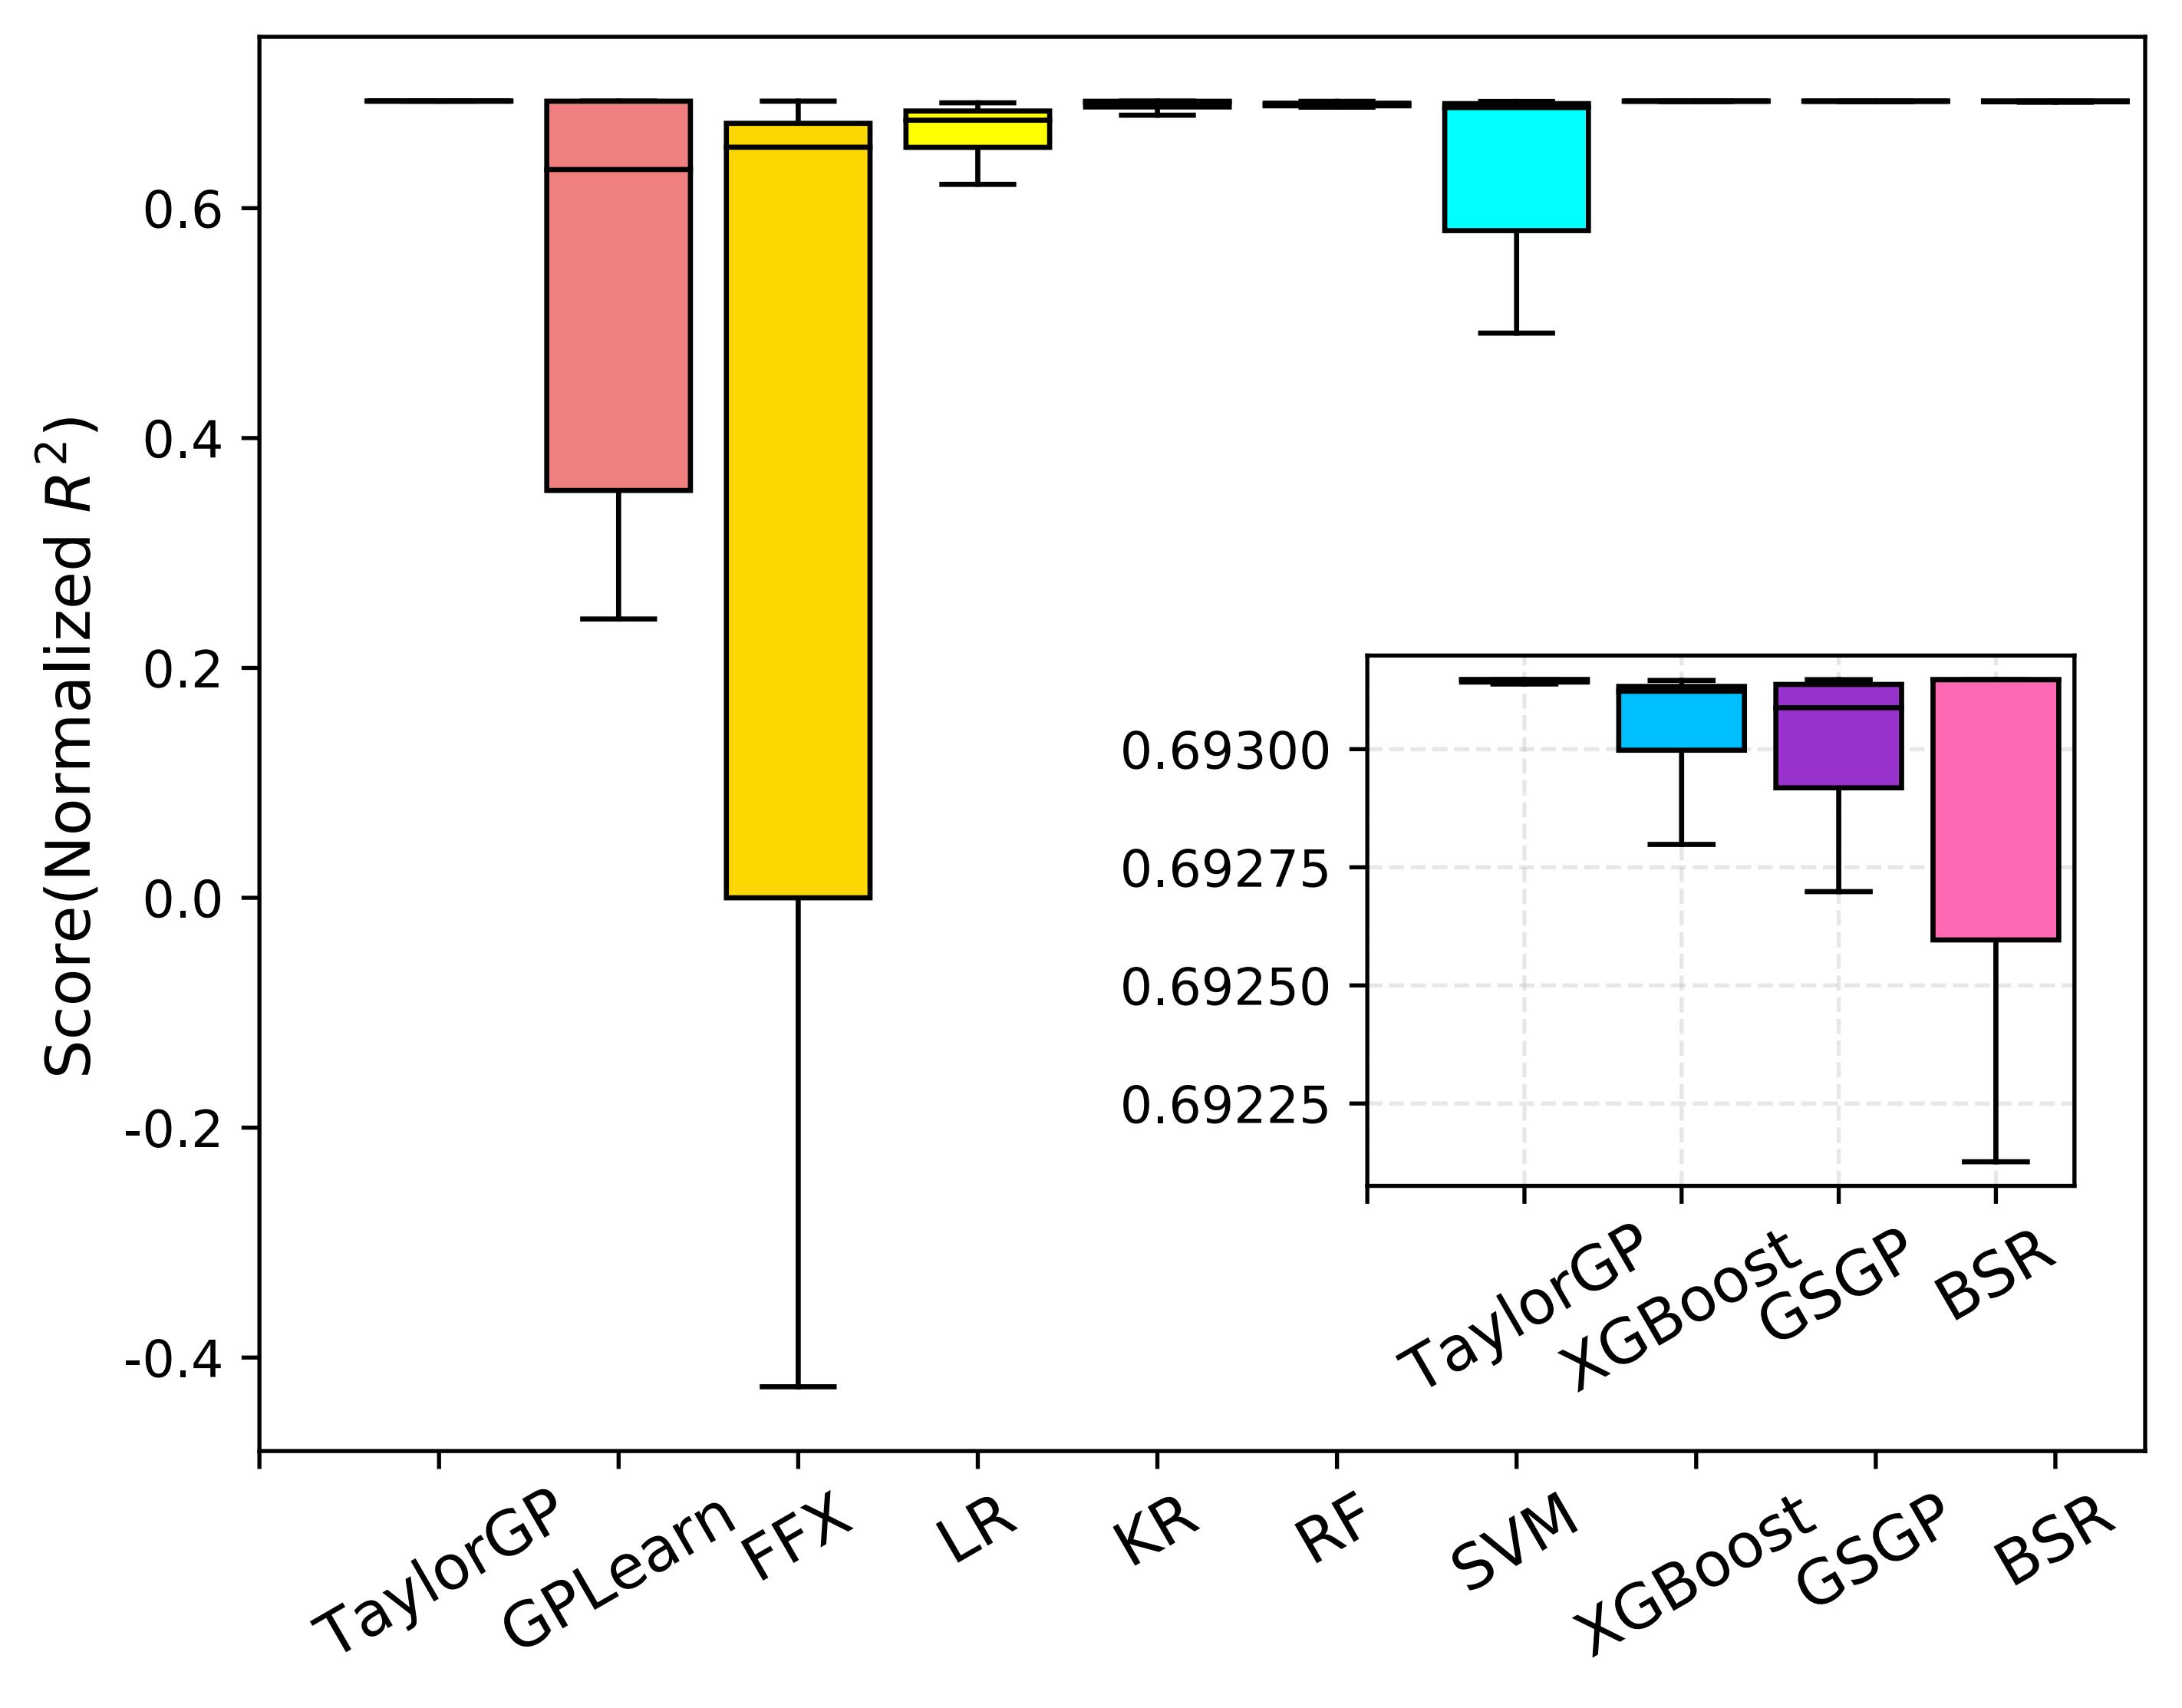 Score(Normalized R²)
0.6
0.4
0.2
0.0
-0.2
-0.4
0.69300
0.69275
0.69250
0.69225
TaylorGP
XGBoost
GSGP
BSR
TaylorGP
GPLearn
FFX
LR
KR
RF
SVM
XGBoost
GSGP
BSR